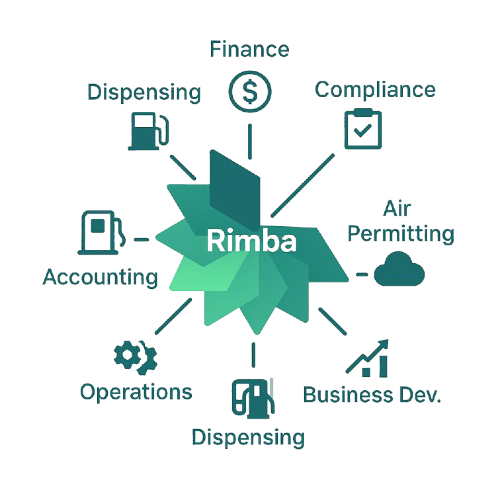 Finance
Dispensing
Compliance
$
Air
Permitting
Rimba
Accounting
Operations
Business Dev.
Dispensing